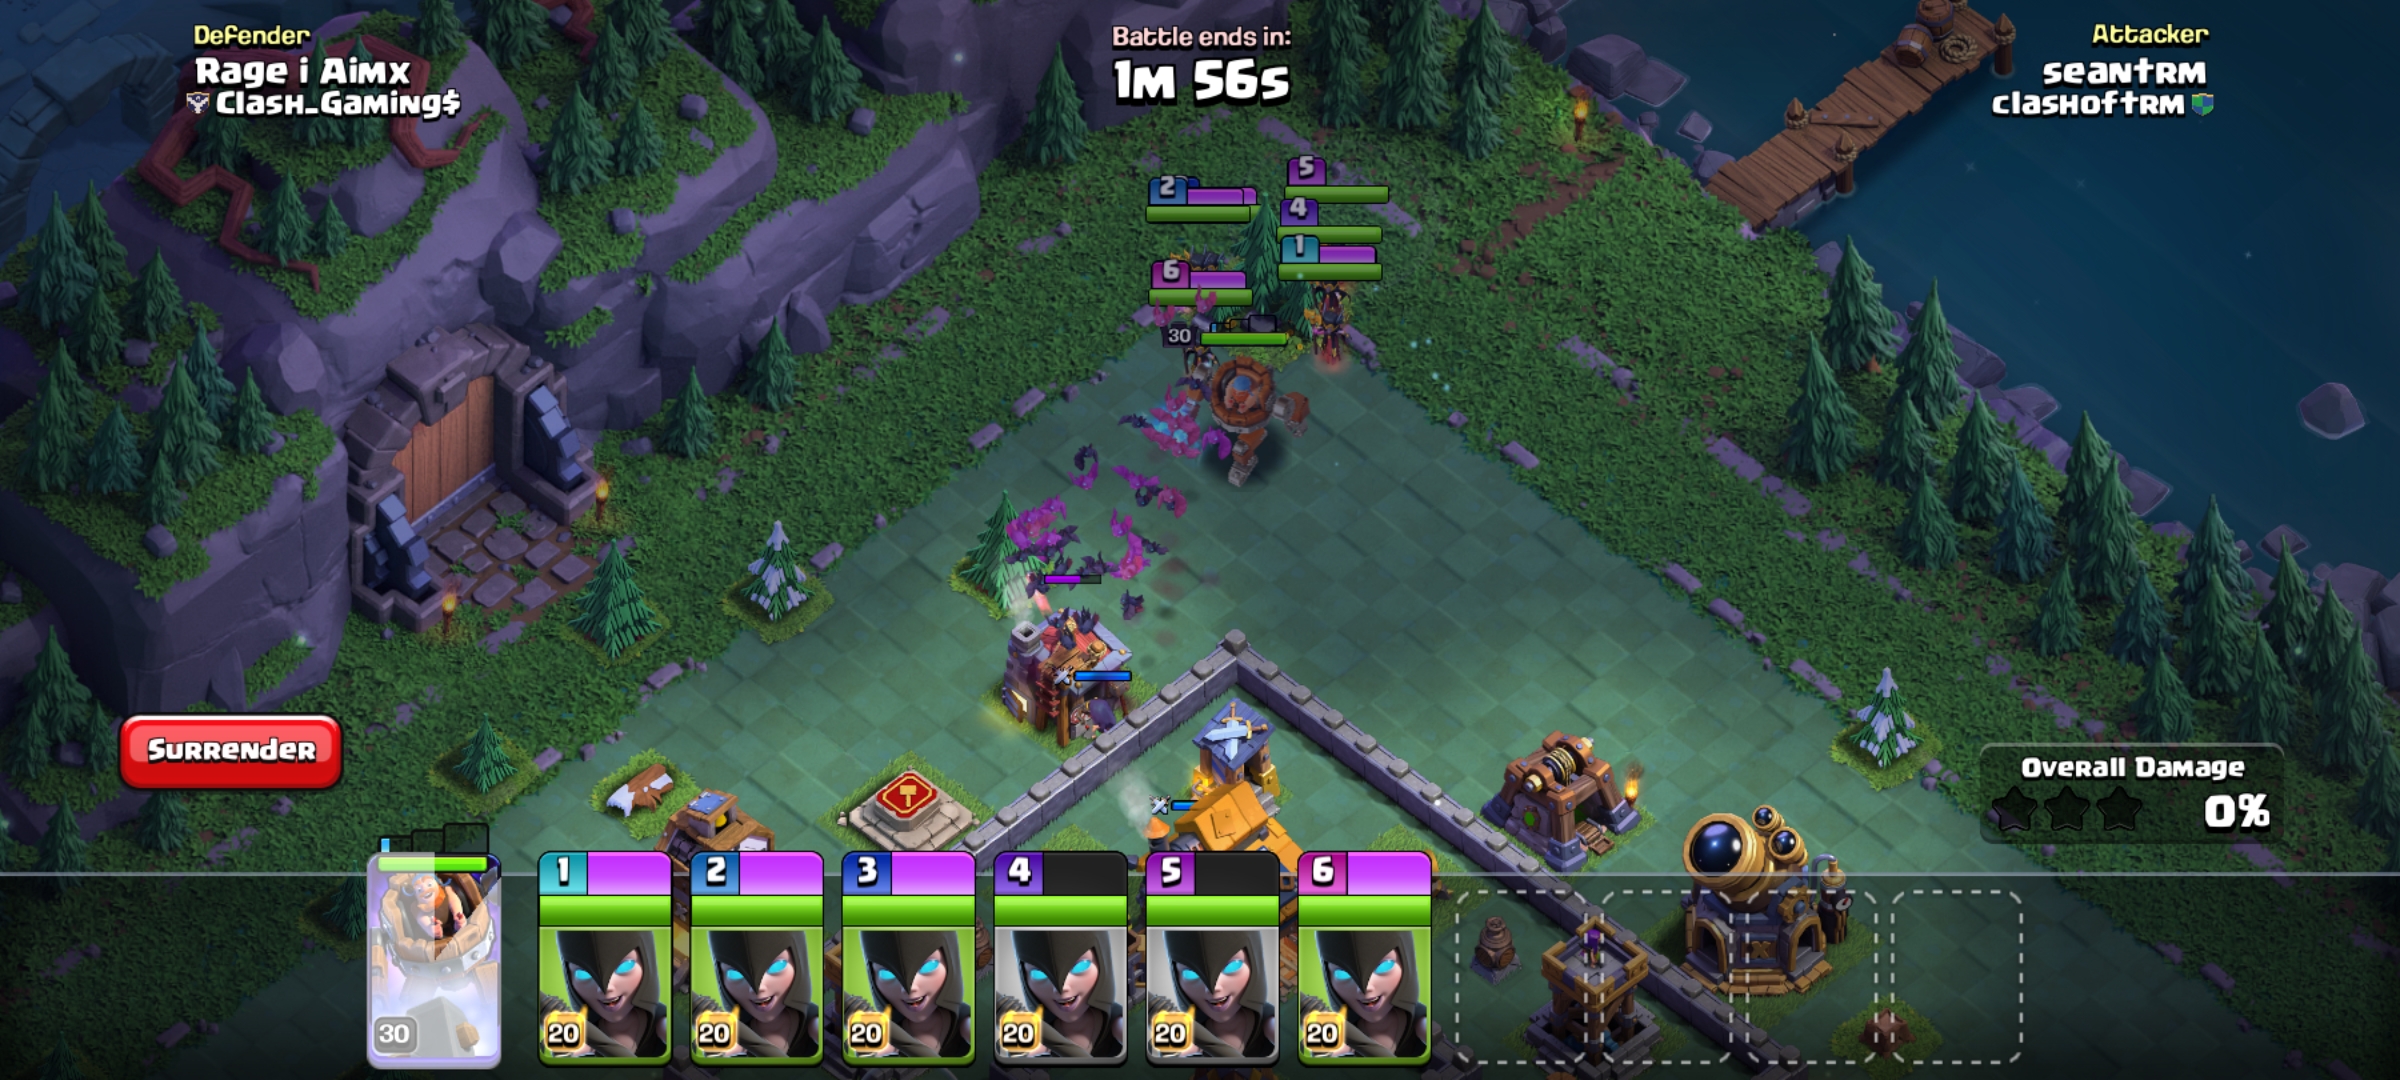 Defender
Rage i Aimx
Clash_Gaming$
Battle ends in:
1M 56s
Attacker
seantRM
clashoftRM
5
2
4
1
6
30
Surrender
Overall Damage
0%
1
2
3
4
5
6
30
20
20
20
20
20
20